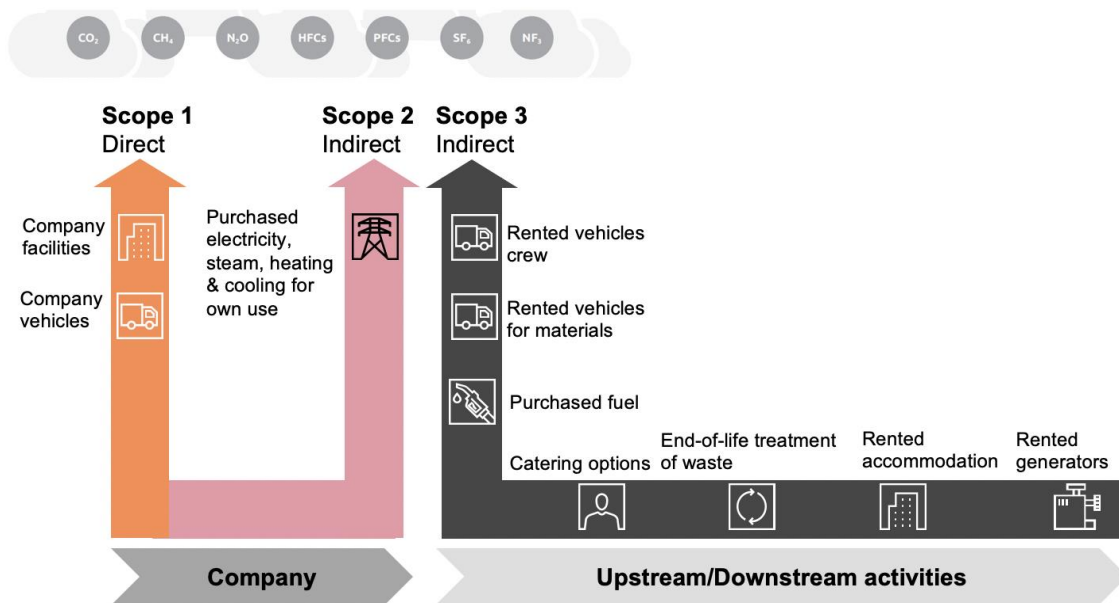 CO₂ CH₄ N₂O HFCs PFCs SF₆ NF₃
Scope 1
Direct
Scope 2
Indirect
Scope 3
Indirect
Company
facilities
Company
vehicles
Purchased
electricity,
steam, heating
& cooling for
own use
Rented vehicles
crew
Rented vehicles
for materials
Purchased fuel
Catering options
End-of-life treatment
of waste
Rented
accommodation
Rented
generators
Company
Upstream/Downstream activities